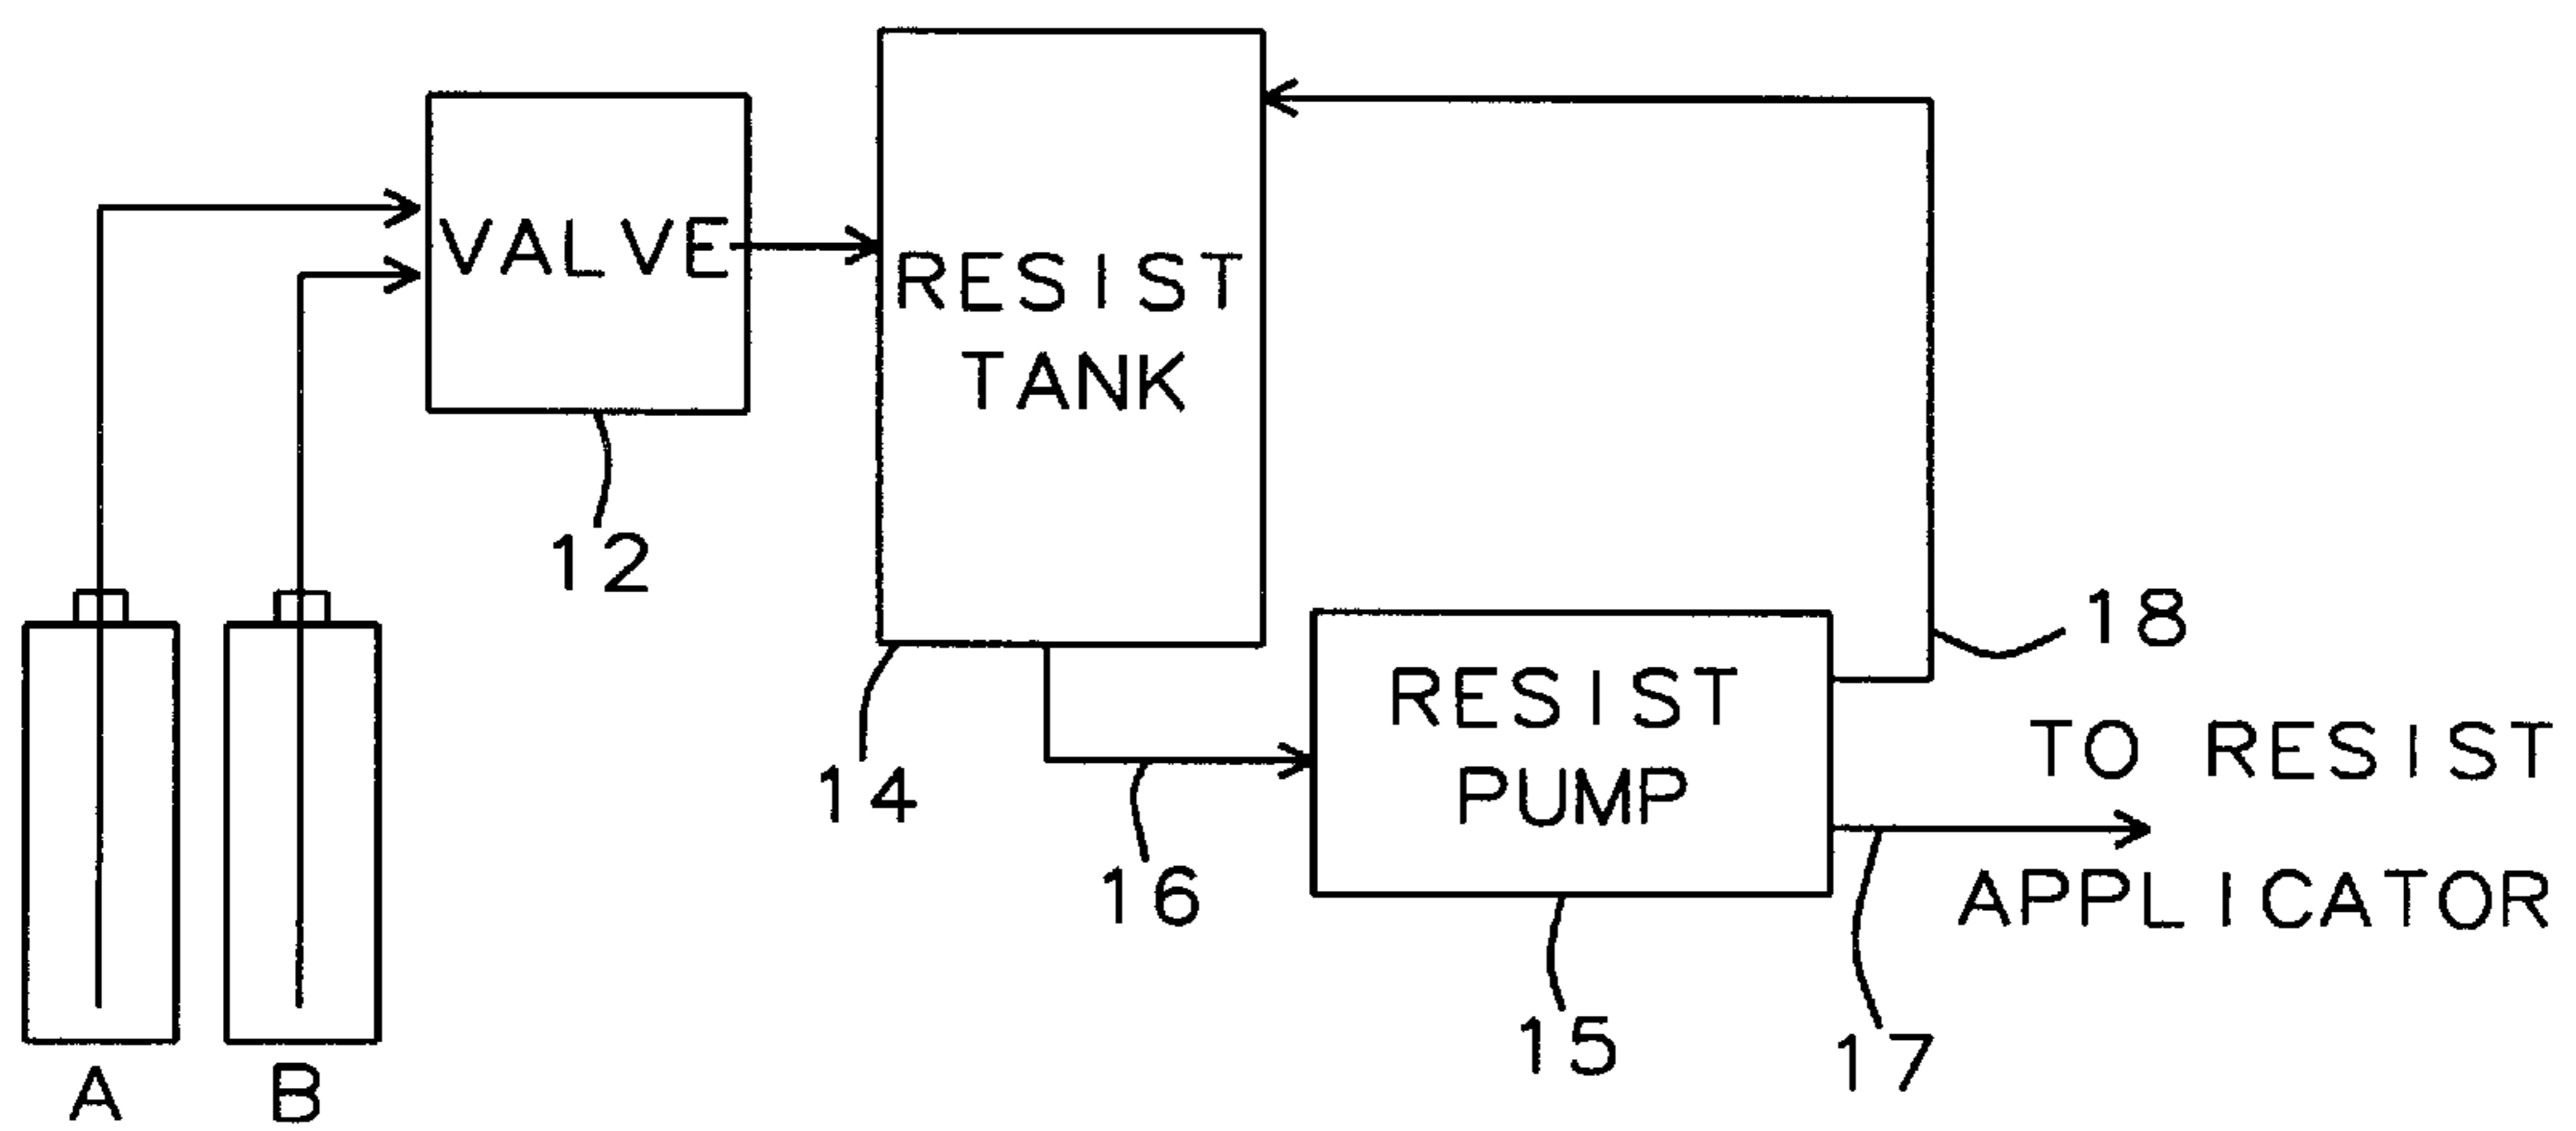 VALVE
RESIST
TANK
12
18
RESIST
PUMP
TO RESIST
APPLICATOR
14
16
15
17
A
B